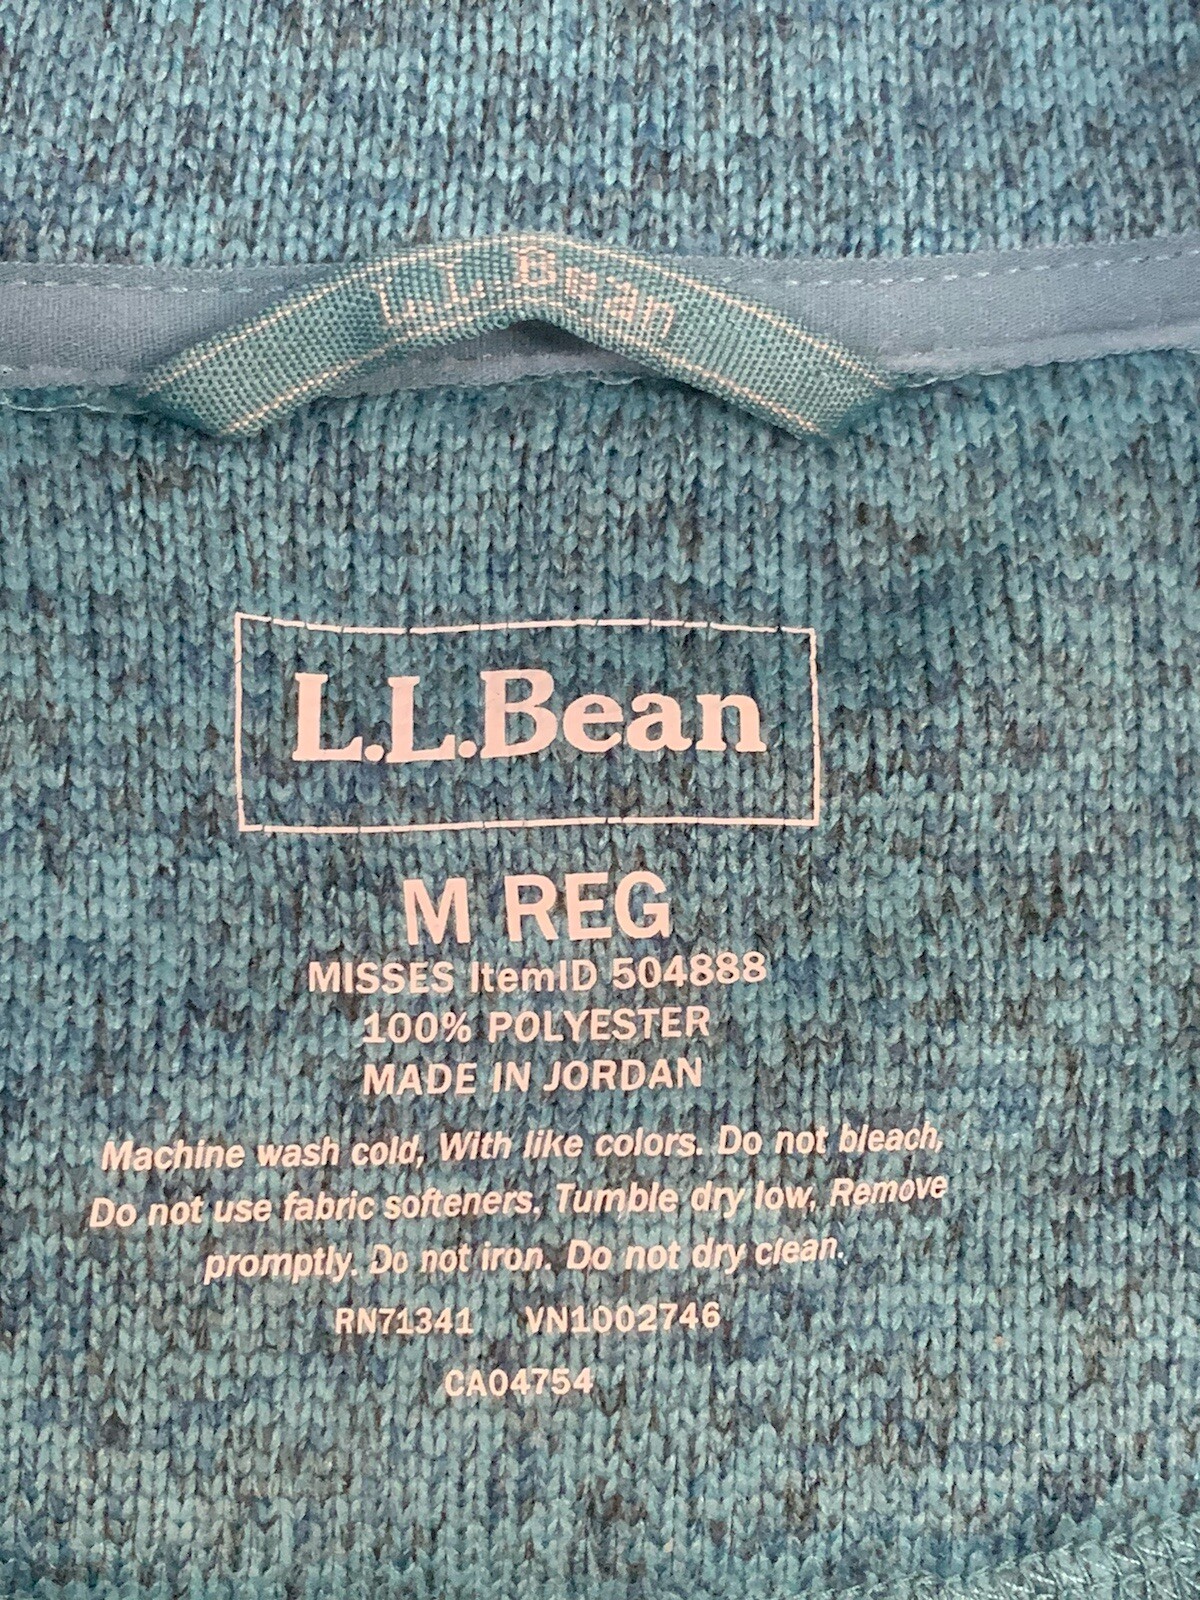 L.L.Bean
L.L.Bean
M REG
MISSES ItemID 504888
100% POLYESTER
MADE IN JORDAN
Machine wash cold, With like colors. Do not bleach,
Do not use fabric softeners, Tumble dry low, Remove
promptly. Do not iron. Do not dry clean.
RN71341 VN1002746
CA04754